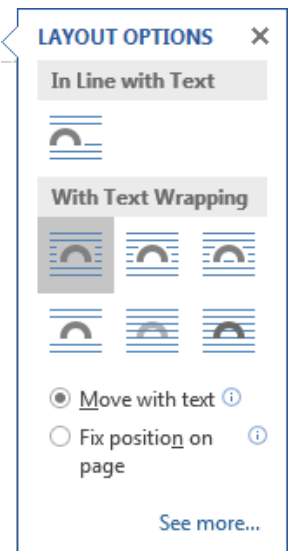 LAYOUT OPTIONS
In Line with Text
With Text Wrapping
Move with text
Fix position on
page
See more...